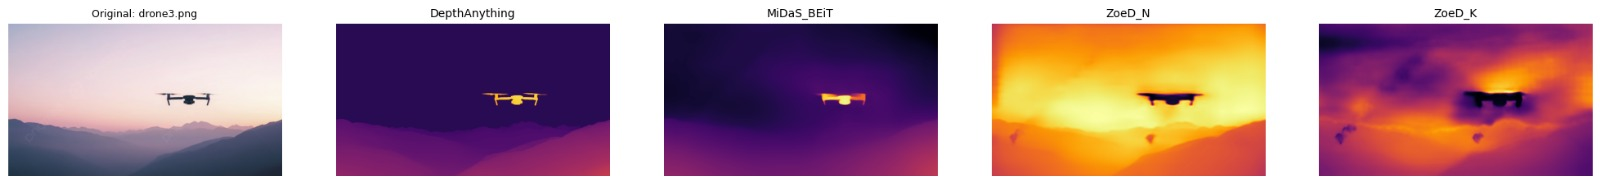 Original: drone3.png
DepthAnything
MiDaS_BEiT
ZoeD_N
ZoeD_K